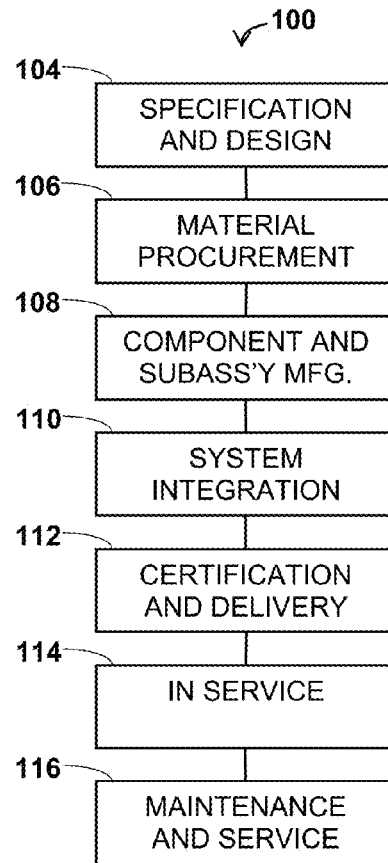 100
104
SPECIFICATION
AND DESIGN
106
MATERIAL
PROCUREMENT
108
COMPONENT AND
SUBASS'Y MFG.
110
SYSTEM
INTEGRATION
112
CERTIFICATION
AND DELIVERY
114
IN SERVICE
116
MAINTENANCE
AND SERVICE